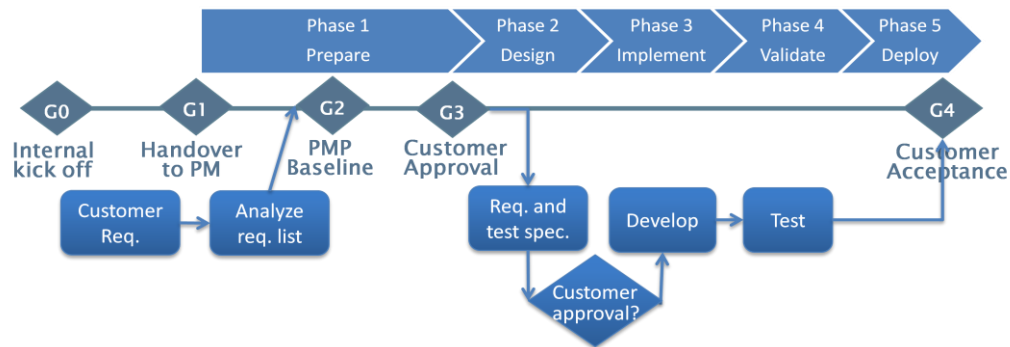 Phase 1
Prepare
Phase 2
Design
Phase 3
Implement
Phase 4
Validate
Phase 5
Deploy
G0
G1
G2
G3
G4
Internal
kick off
Handover
to PM
PMP
Baseline
Customer
Approval
Customer
Acceptance
Customer
Req.
Analyze
req. list
Req. and
test spec.
Develop
Test
Customer
approval?